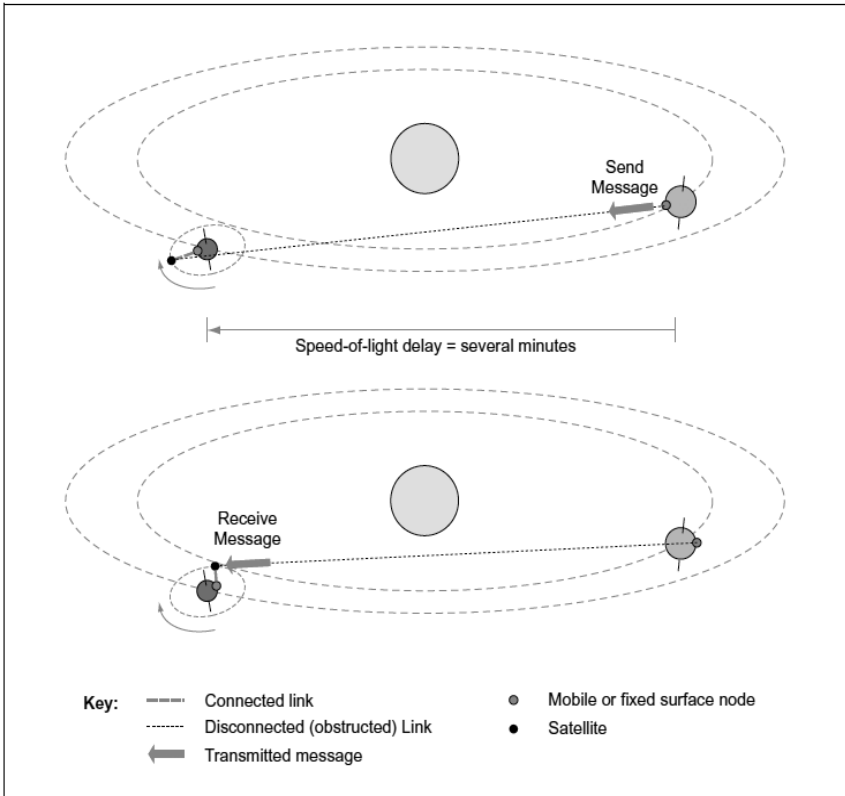 Send
Message
Speed-of-light delay = several minutes
Receive
Message
Key:
Connected link
Disconnected (obstructed) Link
Transmitted message
Mobile or fixed surface node
Satellite